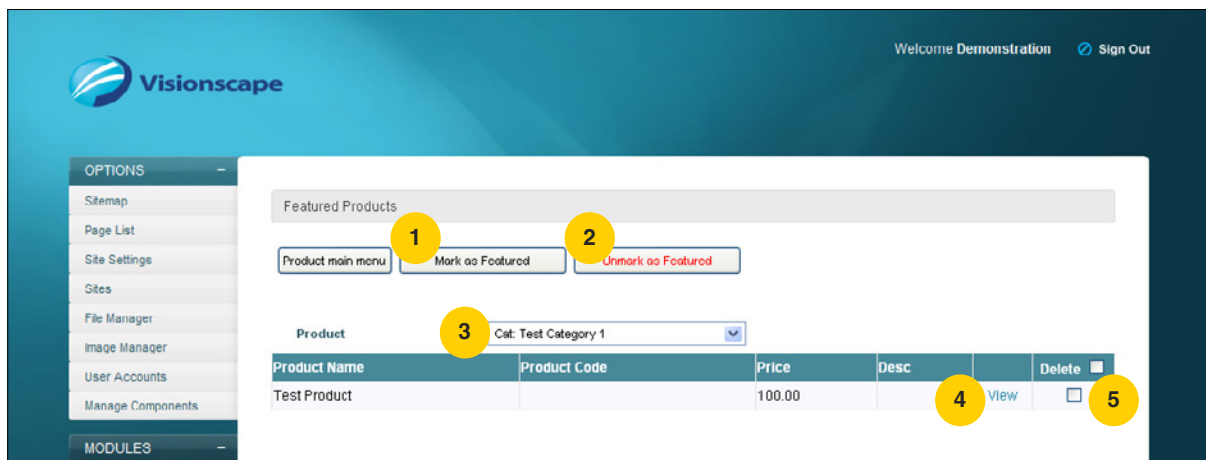 Welcome Demonstration Sign Out
Visionscape
OPTIONS –
Sitemap
Page List
Site Settings
Sites
File Manager
Image Manager
User Accounts
Manage Components
MODULES –
Featured Products
1 2
Product main menu Mark as Featured Unmark as Featured
Product 3 Cat: Test Category 1
Product Name Product Code Price Desc Delete
Test Product 100.00 4 View 5